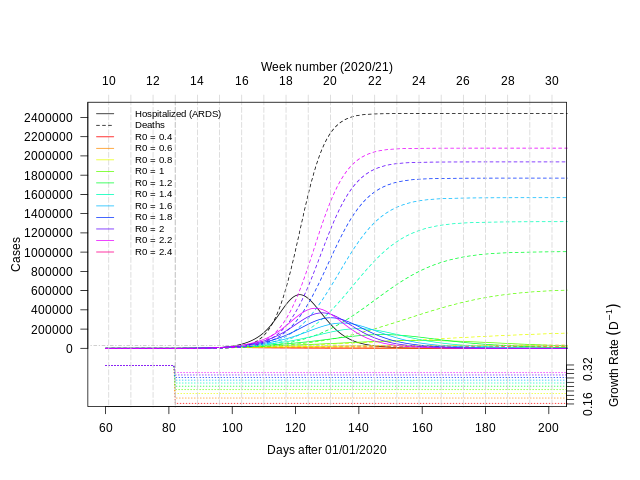 Week number (2020/21)
10 12 14 15 16 18 19 20 22 24 25 26 28 29 30
2400000
2200000
2000000
1800000
1600000
1400000
1200000
1000000
800000
600000
400000
200000
0
Cases
Hospitalized (ARDS)
Deaths
R0 = 0.4
R0 = 0.6
R0 = 0.8
R0 = 1
R0 = 1.2
R0 = 1.4
R0 = 1.6
R0 = 1.8
R0 = 2
R0 = 2.2
R0 = 2.4
0.32
0.16
Growth Rate (D⁻¹)
60 80 100 120 140 160 180 200
Days after 01/01/2020